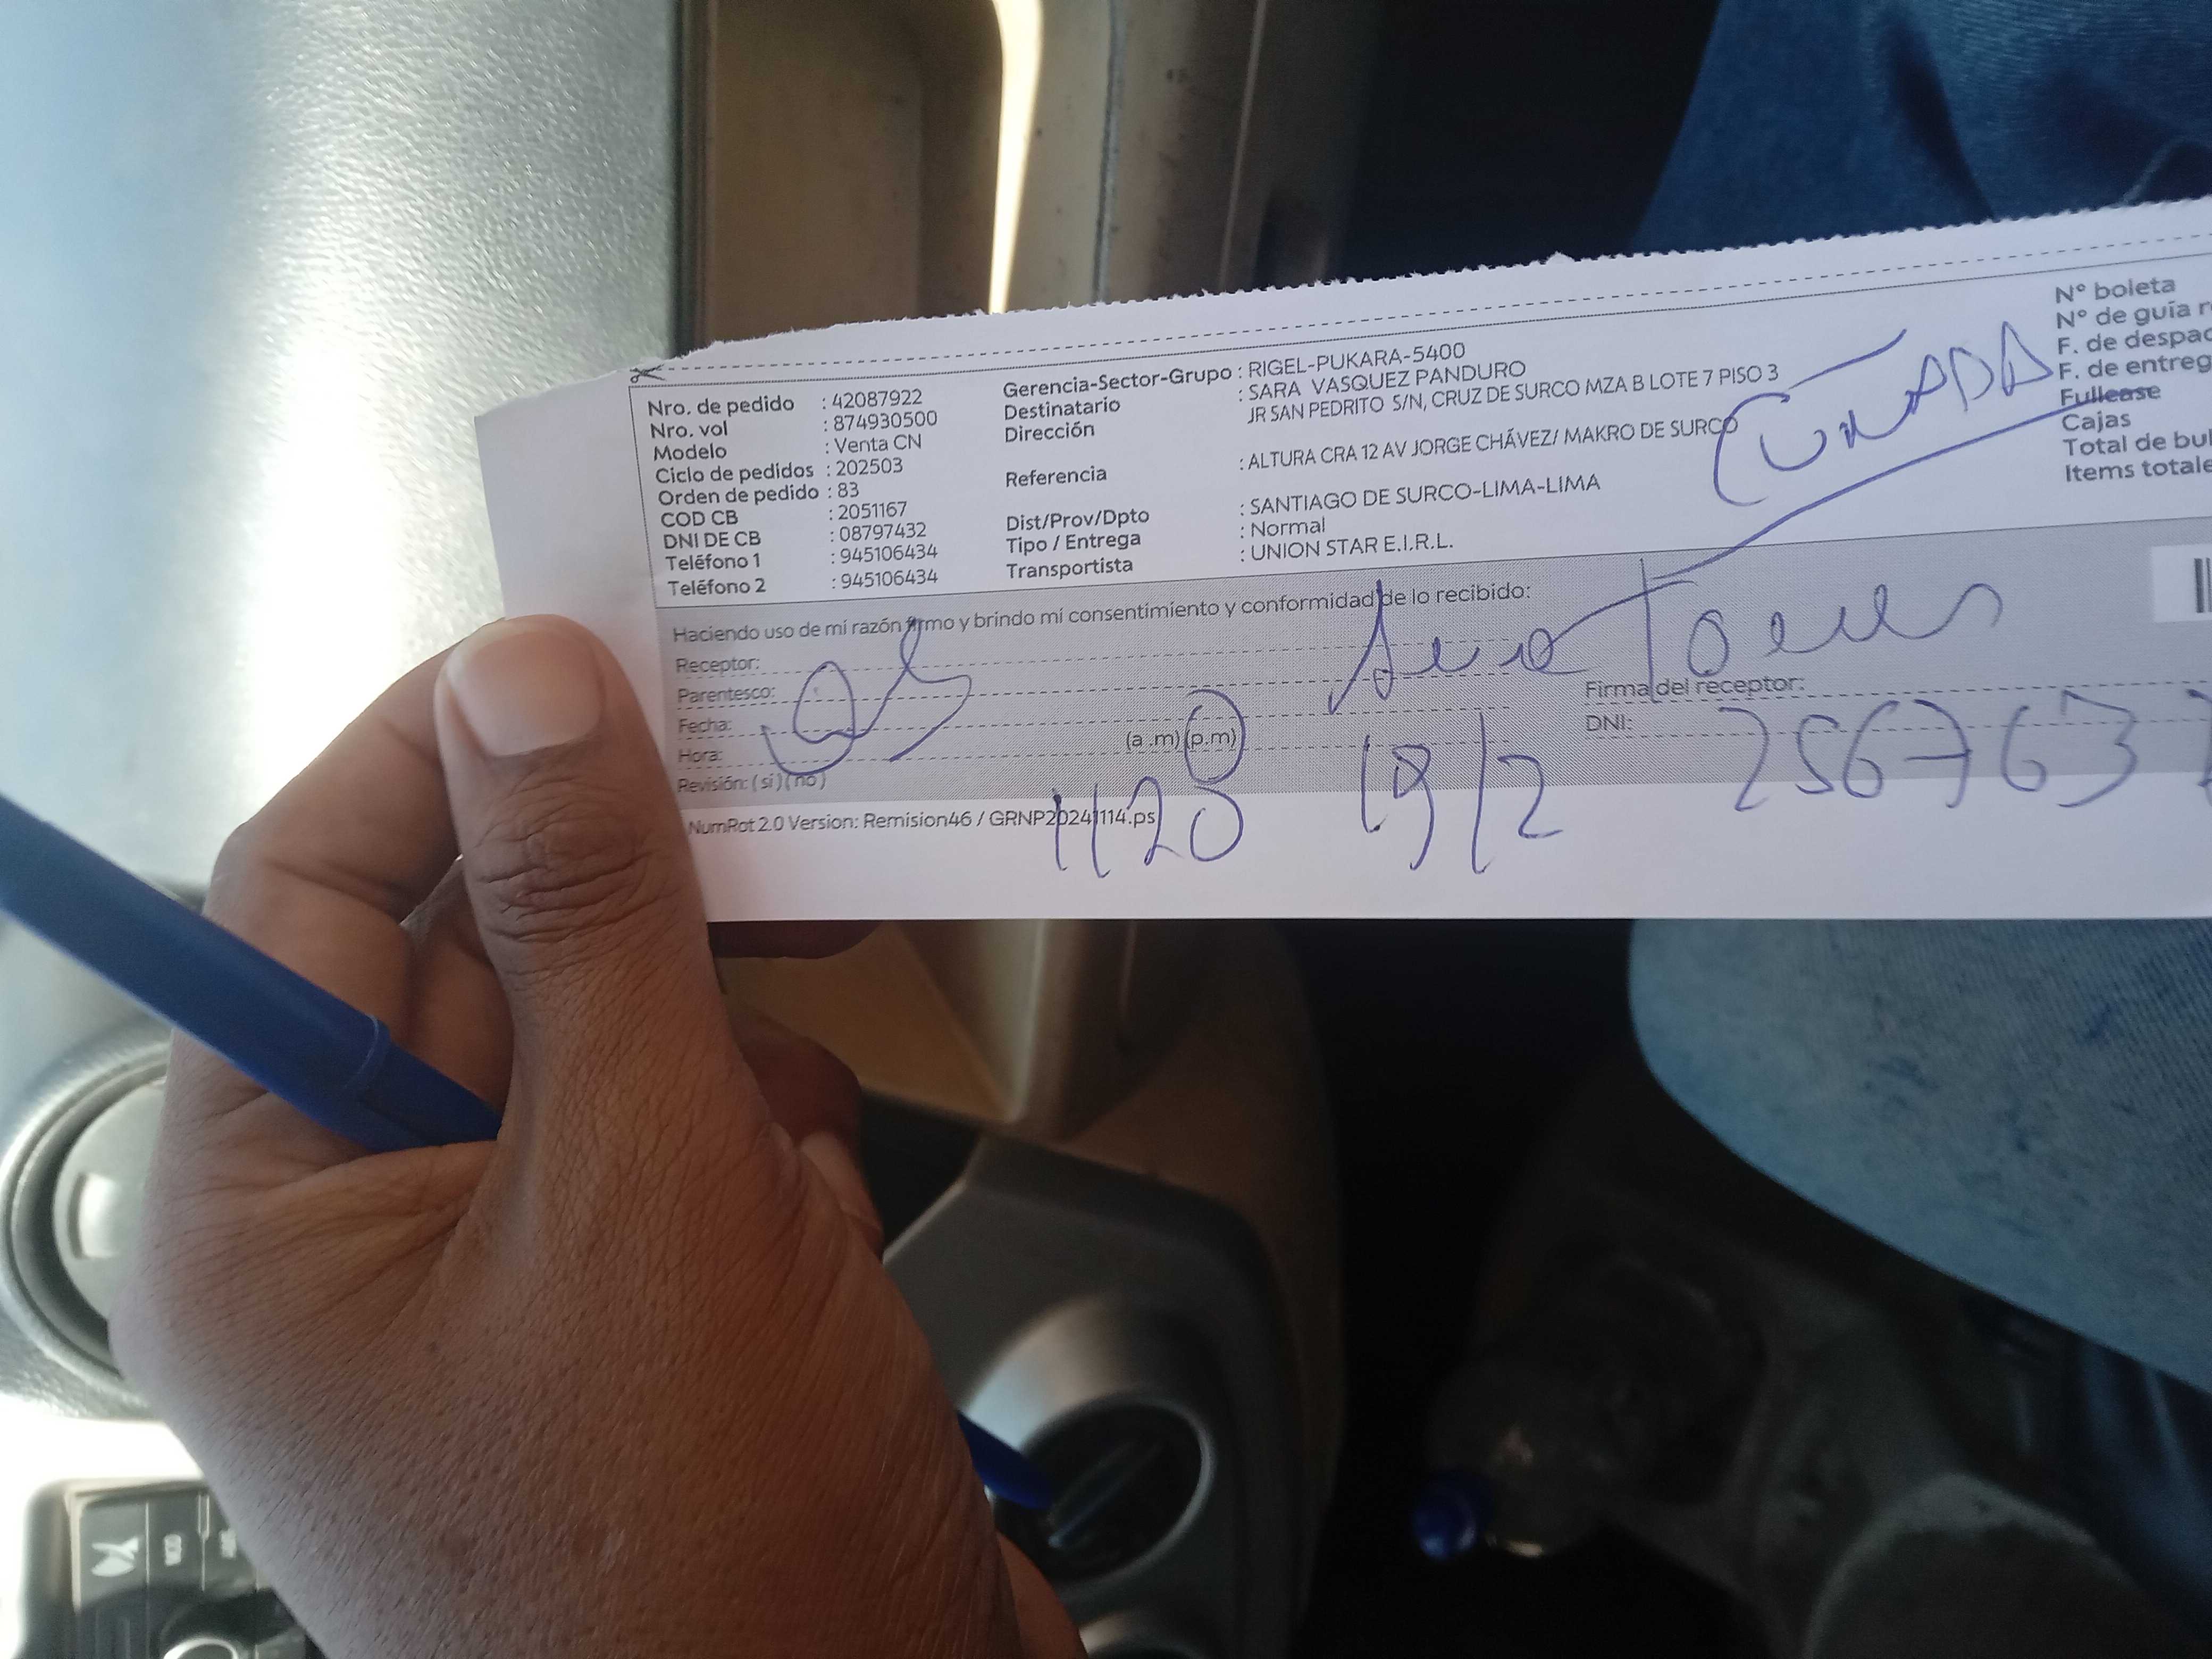 Nro. de pedido : 42087922
Nro. vol : 874930500
Modelo : Venta CN
Ciclo de pedidos : 202503
Orden de pedido : 83
COD CB : 2051167
DNI DE CB : 08797432
Teléfono 1 : 945106434
Teléfono 2 : 945106434
Gerencia-Sector-Grupo : RIGEL-PUKARA-5400
Destinatario : SARA VASQUEZ PANDURO
Dirección : JR SAN PEDRITO S/N, CRUZ DE SURCO MZA B LOTE 7 PISO 3
Referencia : ALTURA CRA 12 AV JORGE CHÁVEZ/ MAKRO DE SURCO
Dist/Prov/Dpto : SANTIAGO DE SURCO-LIMA-LIMA
Tipo / Entrega : Normal
Transportista : UNION STAR E.I.R.L.
CUÑADA
N° boleta
N° de guía r
F. de despac
F. de entreg
Fullease
Cajas
Total de bul
Items totale
Haciendo uso de mi razón firmo y brindo mi consentimiento y conformidad de lo recibido:
Receptor:
Parentesco:
Fecha:
Hora: (a .m) (p.m)
Revisión: ( si ) ( no )
Firma del receptor:
DNI: 2567637
1120 19/2
NumRot 2.0 Version: Remision46 / GRNP20241114.ps